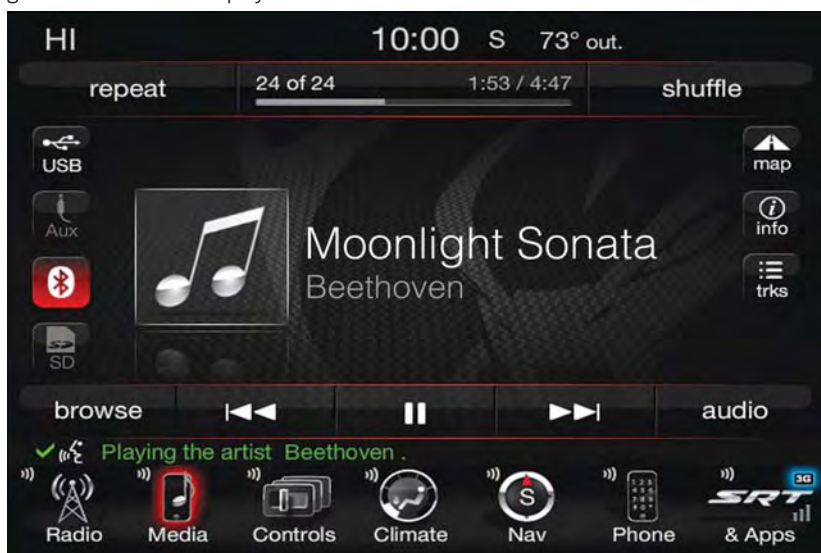 HI 10:00 S 73° out.
repeat 24 of 24 1:53 / 4:47 shuffle
USB map
Aux info
trks
SD
Moonlight Sonata
Beethoven
browse audio
Playing the artist Beethoven .
3G
S
SRT
Radio Media Controls Climate Nav Phone & Apps